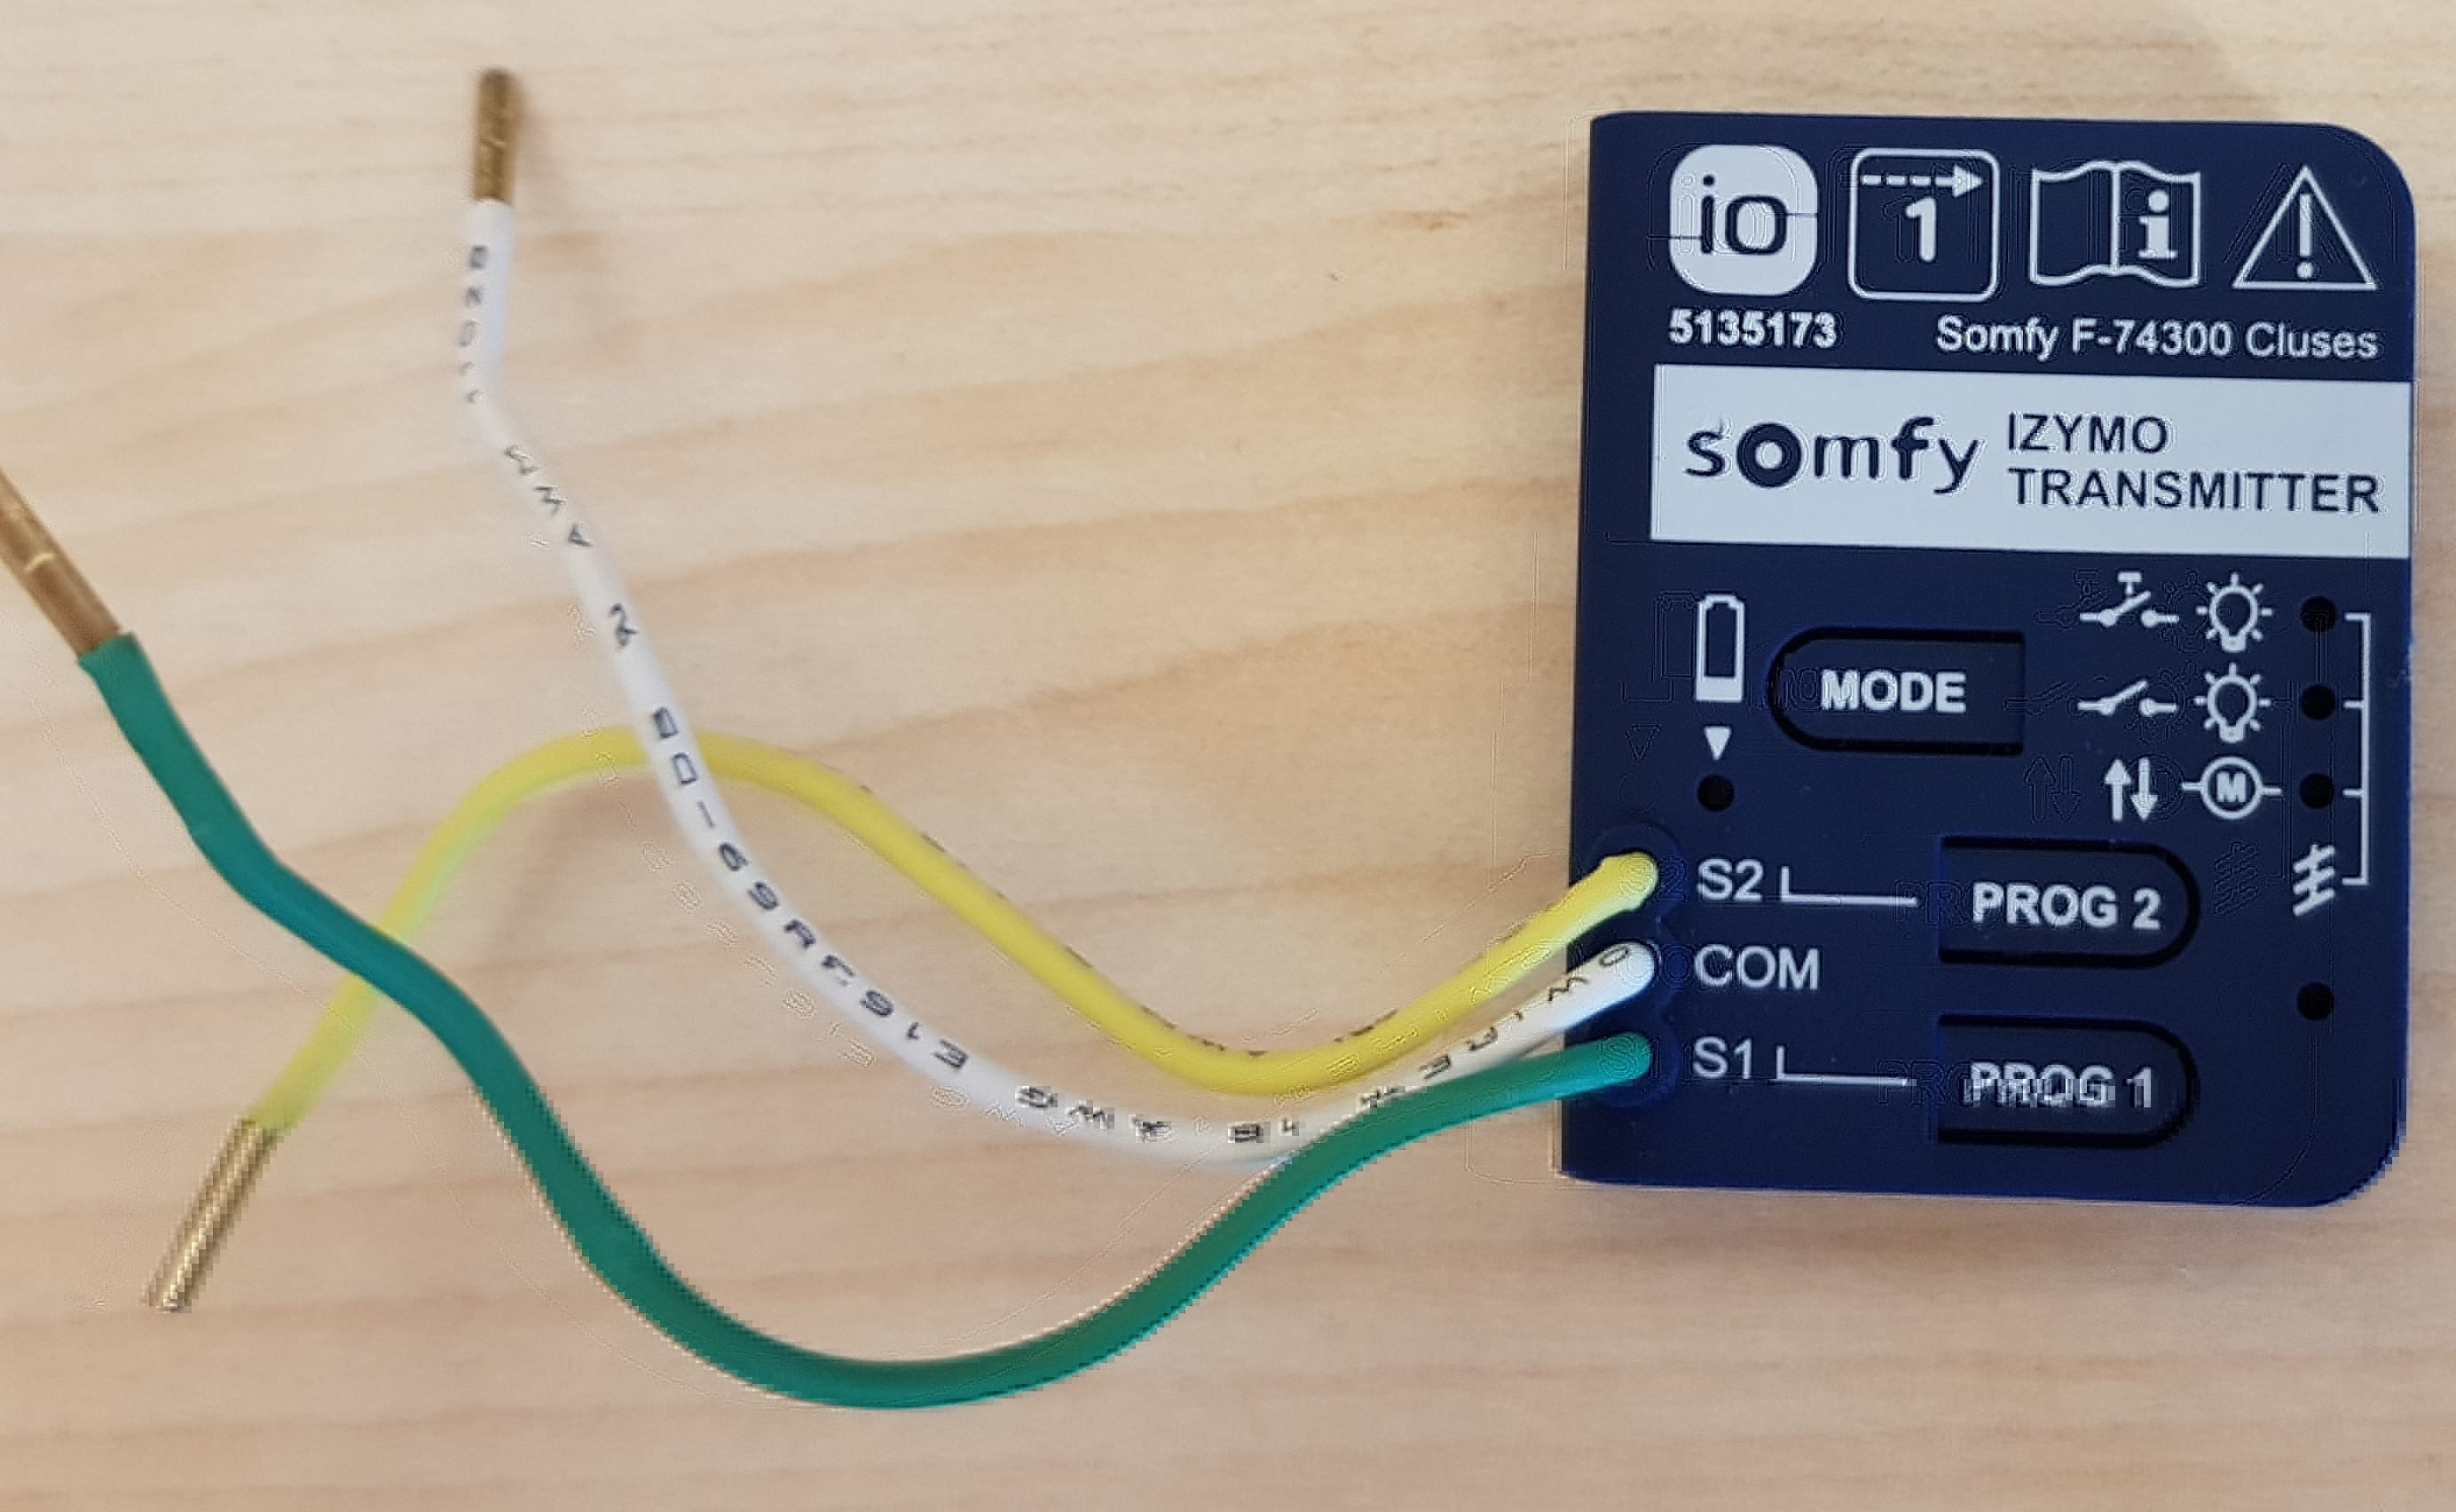 io
1
i
5135173 Somfy F-74300 Cluses
somfy IZYMO
TRANSMITTER
MODE
M
S2 PROG 2
COM
S1 PROG 1